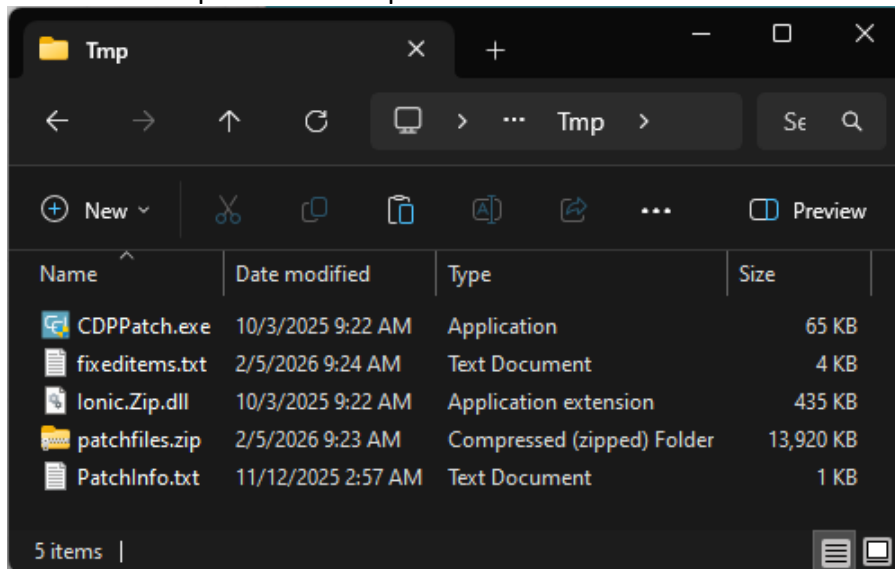 Tmp
Tmp
Se
New
Preview
Name Date modified Type Size
CDPPatch.exe 10/3/2025 9:22 AM Application 65 KB
fixeditems.txt 2/5/2026 9:24 AM Text Document 4 KB
Ionic.Zip.dll 10/3/2025 9:22 AM Application extension 435 KB
patchfiles.zip 2/5/2026 9:23 AM Compressed (zipped) Folder 13,920 KB
PatchInfo.txt 11/12/2025 2:57 AM Text Document 1 KB
5 items